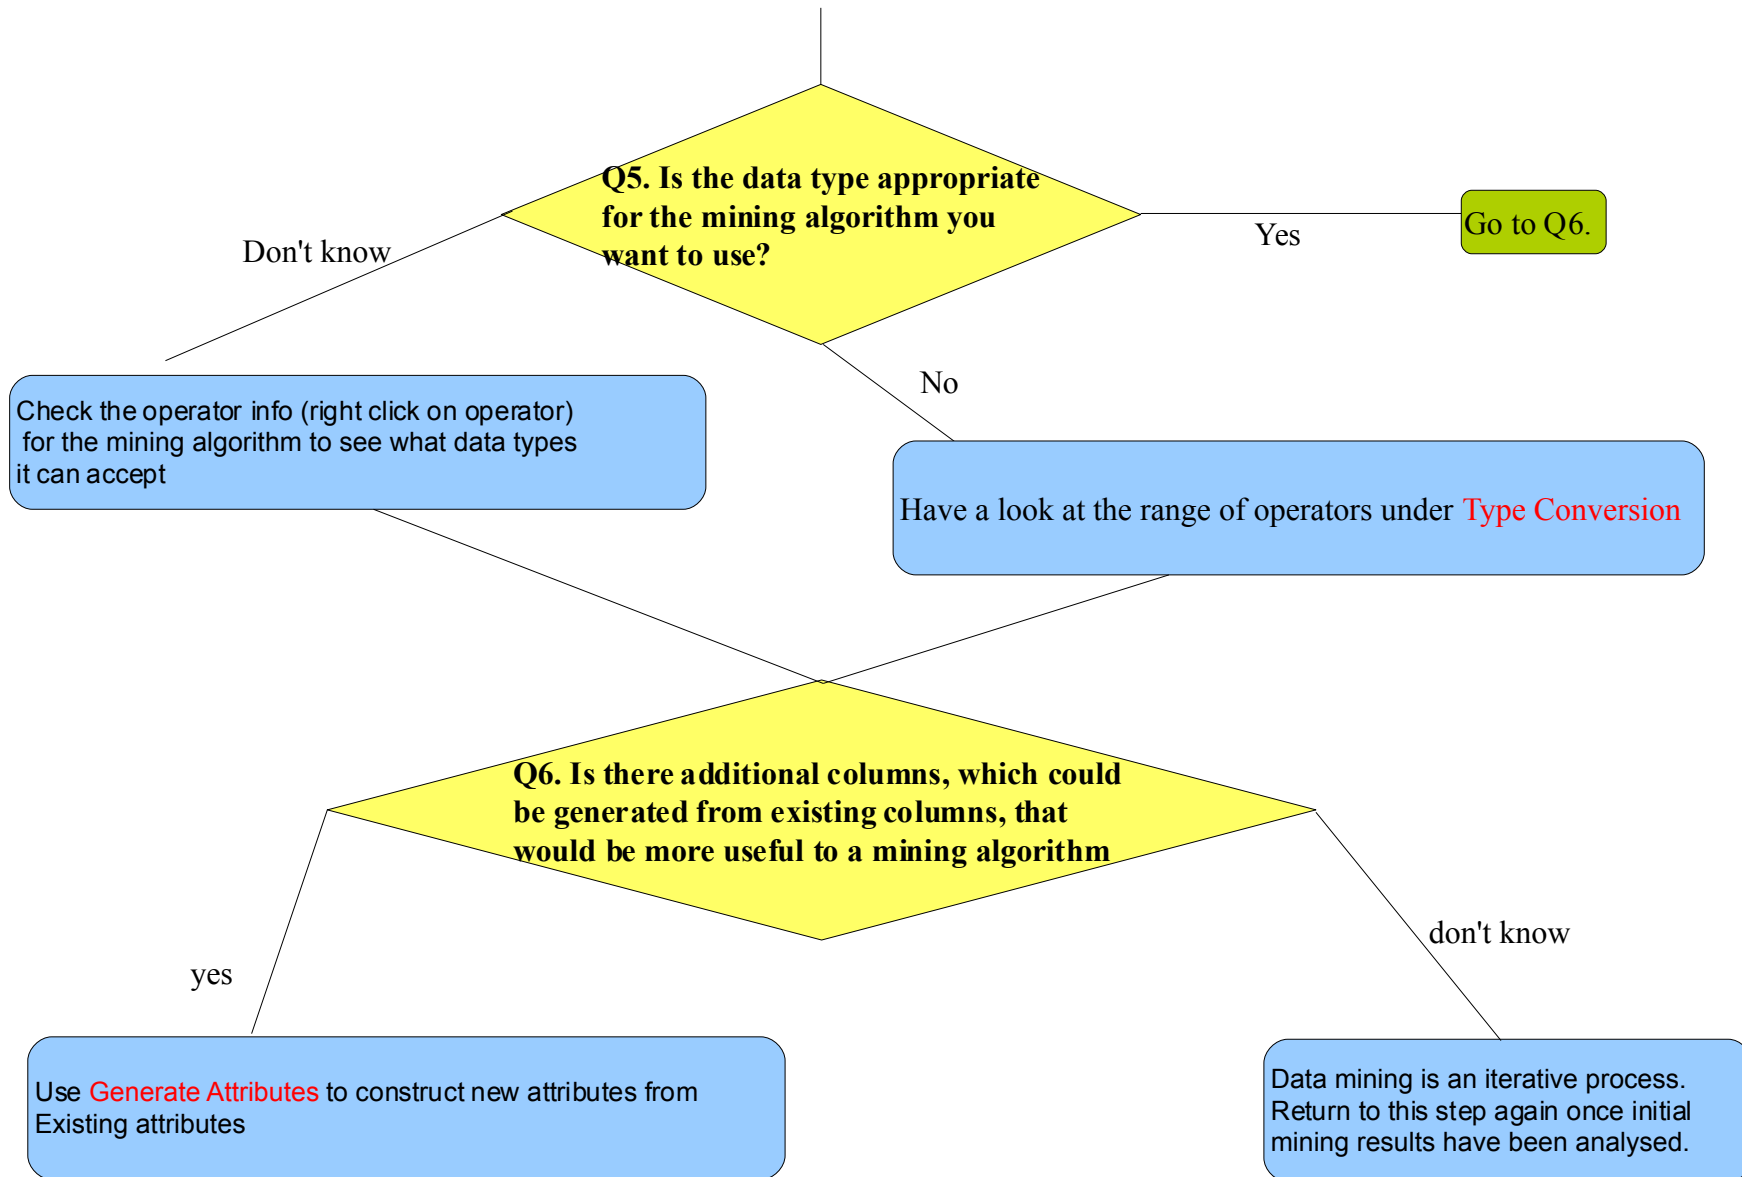 Q5. Is the data type appropriate
for the mining algorithm you
want to use?
Don't know
Yes
Go to Q6.
No
Check the operator info (right click on operator)
for the mining algorithm to see what data types
it can accept
Have a look at the range of operators under Type Conversion
Q6. Is there additional columns, which could
be generated from existing columns, that
would be more useful to a mining algorithm
yes
don't know
Use Generate Attributes to construct new attributes from
Existing attributes
Data mining is an iterative process.
Return to this step again once initial
mining results have been analysed.